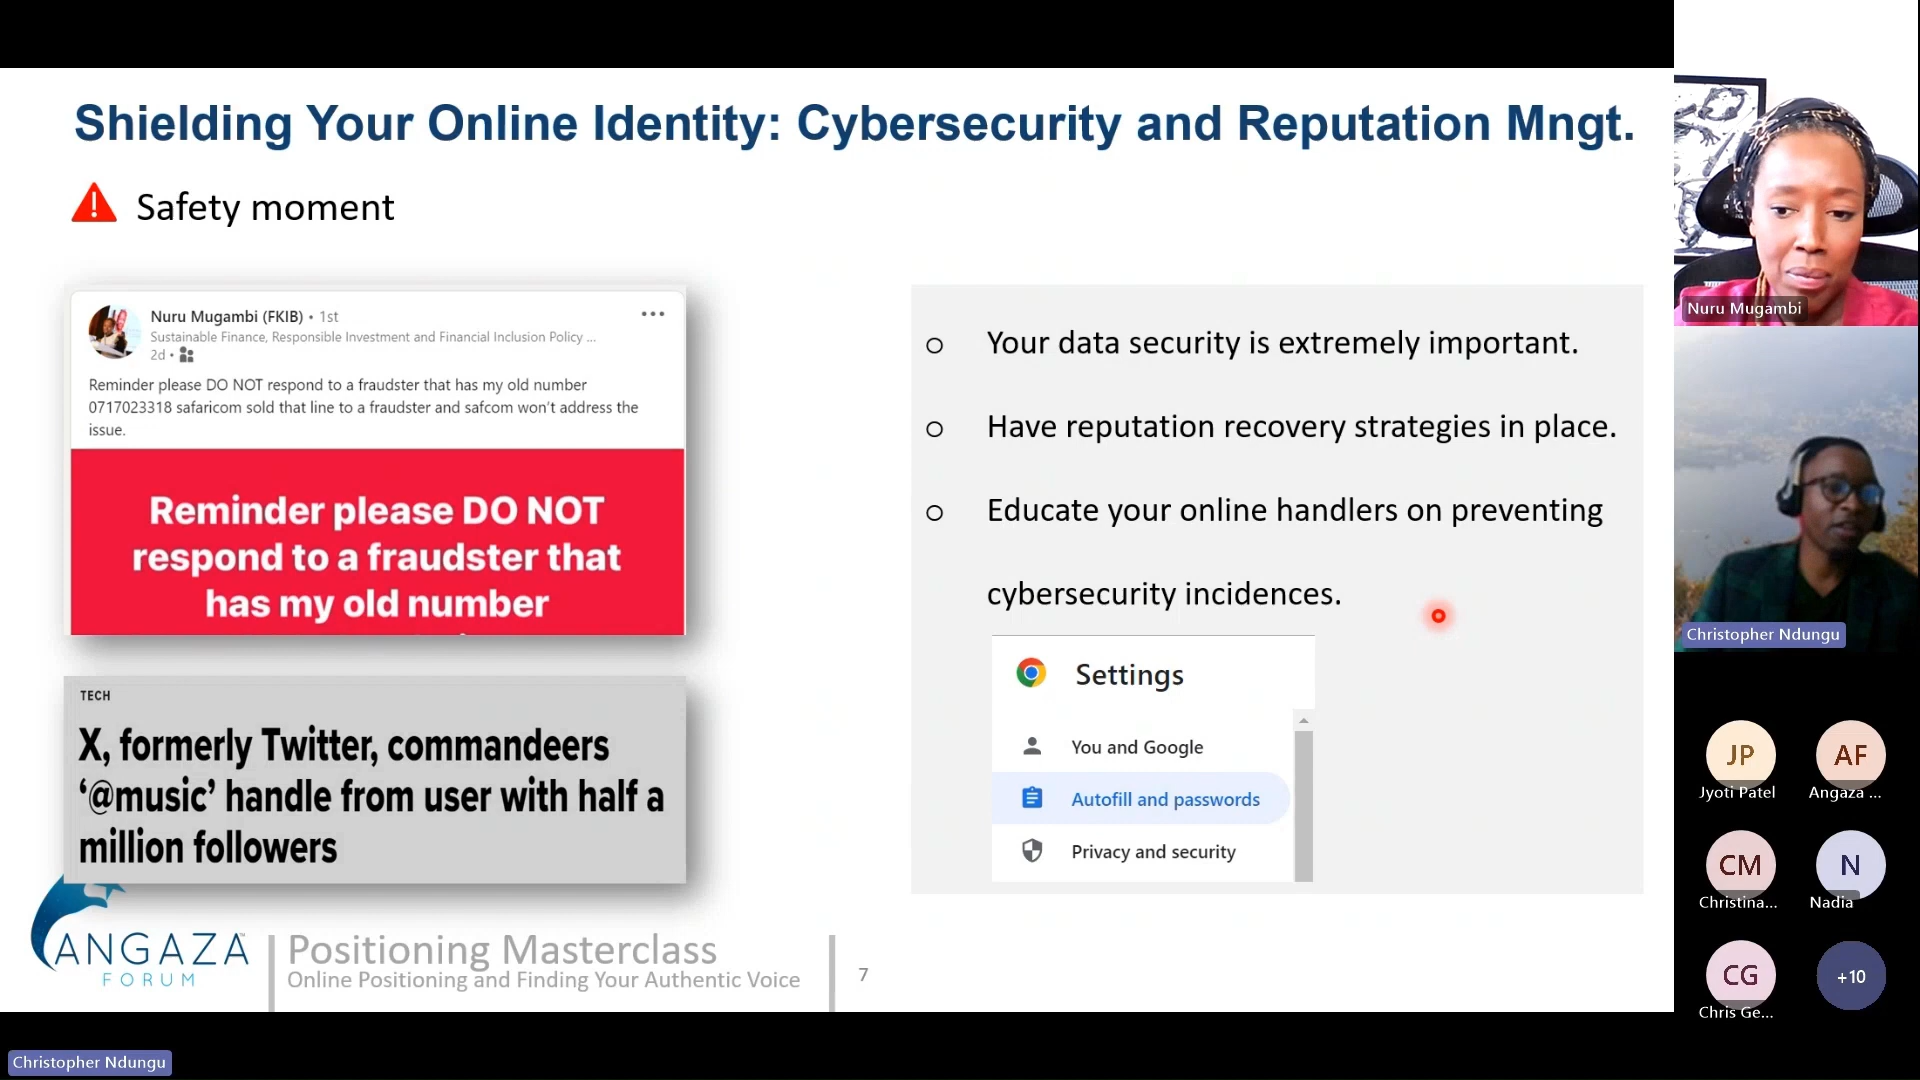 Shielding Your Online Identity: Cybersecurity and Reputation Mngt.
Safety moment
Nuru Mugambi (FKIB) • 1st
Sustainable Finance, Responsible Investment and Financial Inclusion Policy ...
2d •
Reminder please DO NOT respond to a fraudster that has my old number
0717023318 safaricom sold that line to a fraudster and safcom won't address the
issue.
Reminder please DO NOT
respond to a fraudster that
has my old number
TECH
X, formerly Twitter, commandeers
‘@music’ handle from user with half a
million followers
o Your data security is extremely important.
o Have reputation recovery strategies in place.
o Educate your online handlers on preventing
cybersecurity incidences.
Settings
You and Google
Autofill and passwords
Privacy and security
ANGAZA
FORUM
Positioning Masterclass
Online Positioning and Finding Your Authentic Voice
7
Nuru Mugambi
Christopher Ndungu
JP
Jyoti Patel
AF
Angaza ...
CM
Christina...
N
Nadia
CG
Chris Ge...
+10
Christopher Ndungu